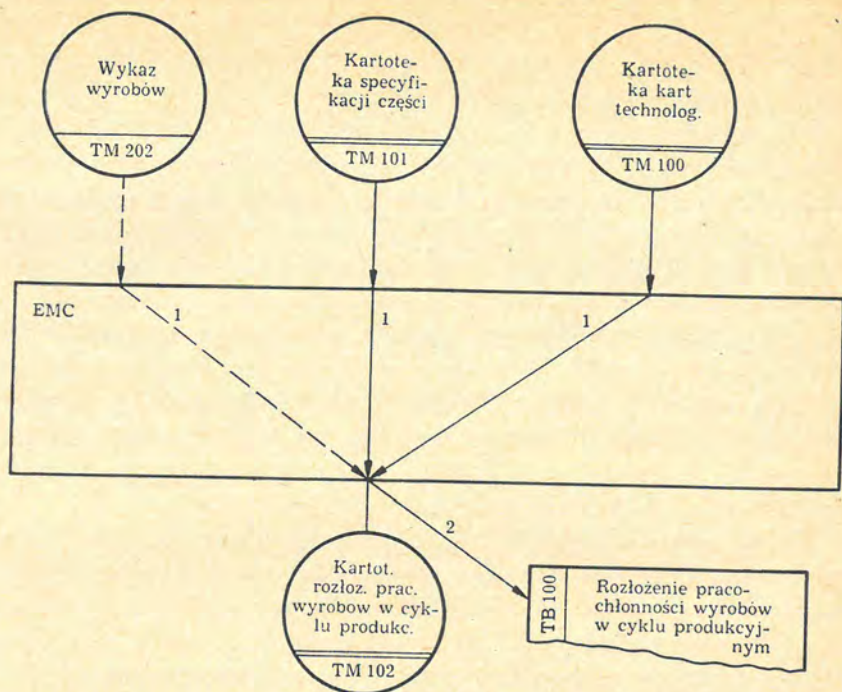 Wykaz
wyrobów
TM 202
Kartote-
ka specyfi-
kacji części
TM 101
Kartote-
ka kart
technolog.
TM 100
EMC
1
1
1
2
Kartot.
rozłoz. prac.
wyrobow w cyk-
lu produkc.
TM 102
TB 100
Rozłożenie praco-
chłonności wyrobów
w cyklu produkcyj-
nym